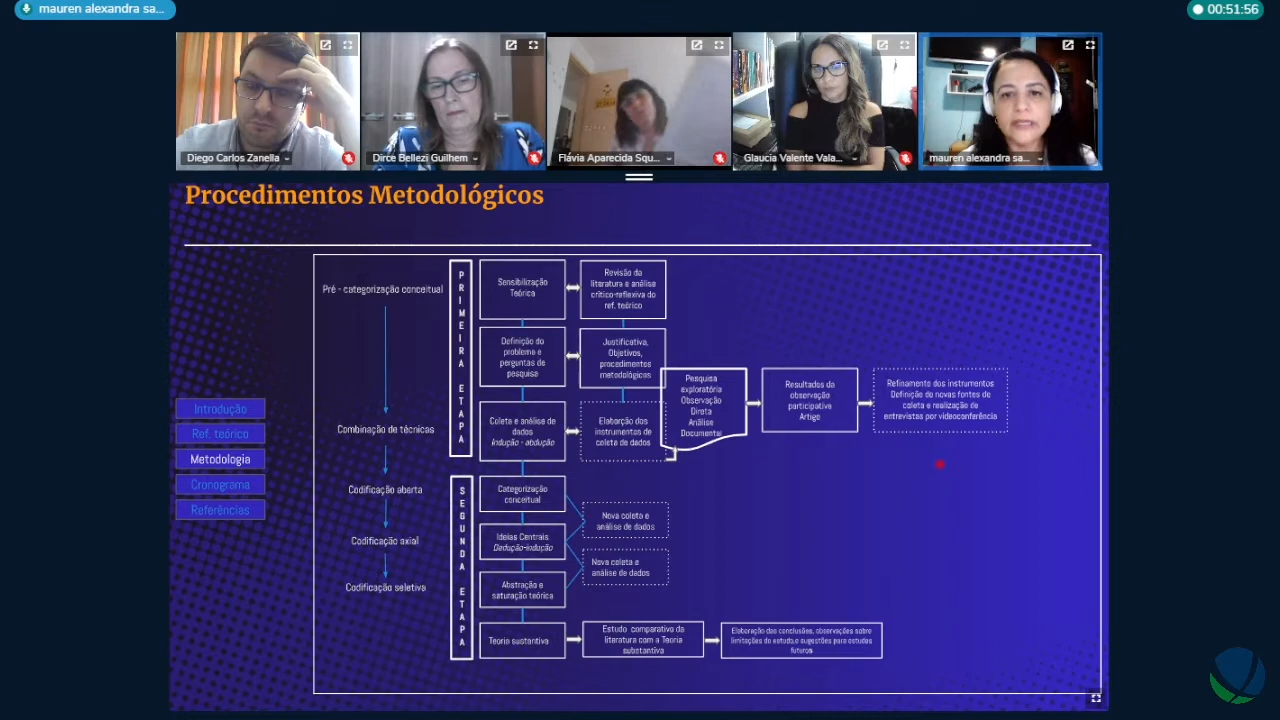 mauren alexandra sa...
00:51:56
Diego Carlos Zanella
Dirce Bellezi Guilhem
Flávia Aparecida Squ...
Glaucia Valente Vala...
mauren alexandra sa...
Procedimentos Metodológicos
Introdução
Ref. teórico
Metodologia
Cronograma
Referências
Pré - categorização conceitual
Combinação de técnicas
Codificação aberta
Codificação axial
Codificação seletiva
PRIMEIRA ETAPA
Sensibilização
Teórica
Revisão da
literatura e análise
crítico-reflexiva do
ref. teórico
Definição do
problema e
perguntas de
pesquisa
Justificativa,
Objetivos,
procedimentos
metodológicos
Coleta e análise de
dados
Indução - abdução
Elaborção dos
instrumentos de
coleta de dados
Pesquisa
exploratória
Observação
Direta
Análise
Documental
Resultados da
observação
participativa
Artigo
Refinamento dos instrumentos
Definição de novas fontes de
coleta e realização de
entrevistas por videoconferência
SEGUNDA ETAPA
Categorização
conceitual
Ideias Centrais
Dedução-indução
Abstração e
saturação teórica
Nova coleta e
análise de dados
Nova coleta e
análise de dados
Teoria sustantiva
Estudo comparativo da
literatura com a Teoria
substantiva
Elaboração das conclusões, observações sobre
limitações do estudo,e sugestões para estudos
futuros